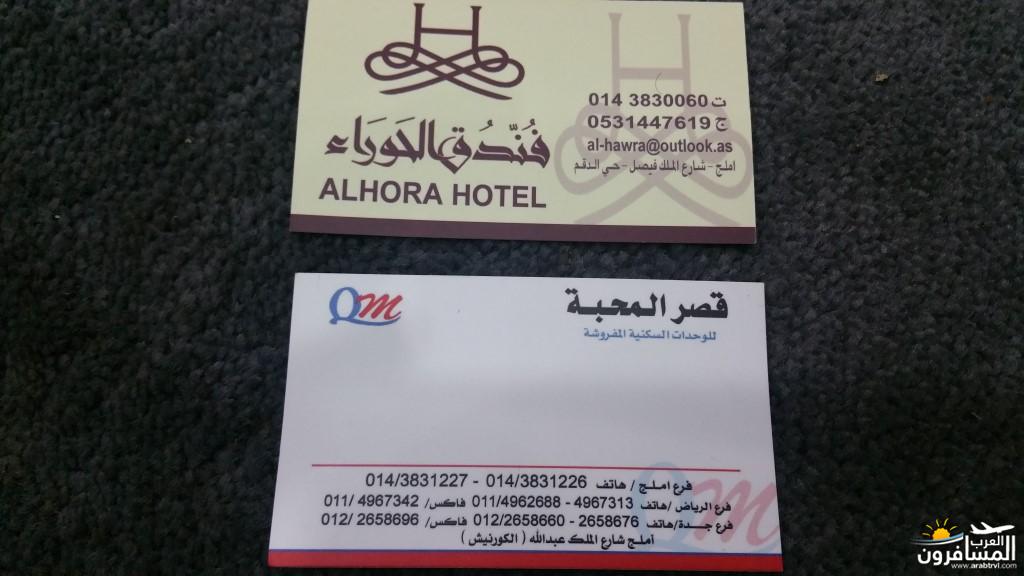 فُنْدُق الحَوَرَاء
ALHORA HOTEL
ت 014 3830060
ج 0531447619
al-hawra@outlook.as
املج - شارع الملك فيصل - حي الدقم
QM
قصر المحبة
للوحدات السكنية المفروشة
فرع املج / هاتف 014/3831226 - 014/3831227
فرع الرياض /هاتف 4967313 - 011/4962688 فاكس/ 4967342 /011
فرع جدة/هاتف 2658676 - 012/2658660 فاكس/ 2658696 /012
أملج شارع الملك عبدالله ( الكورنيش )
العرب
المسافرون
www.arabtrvl.com